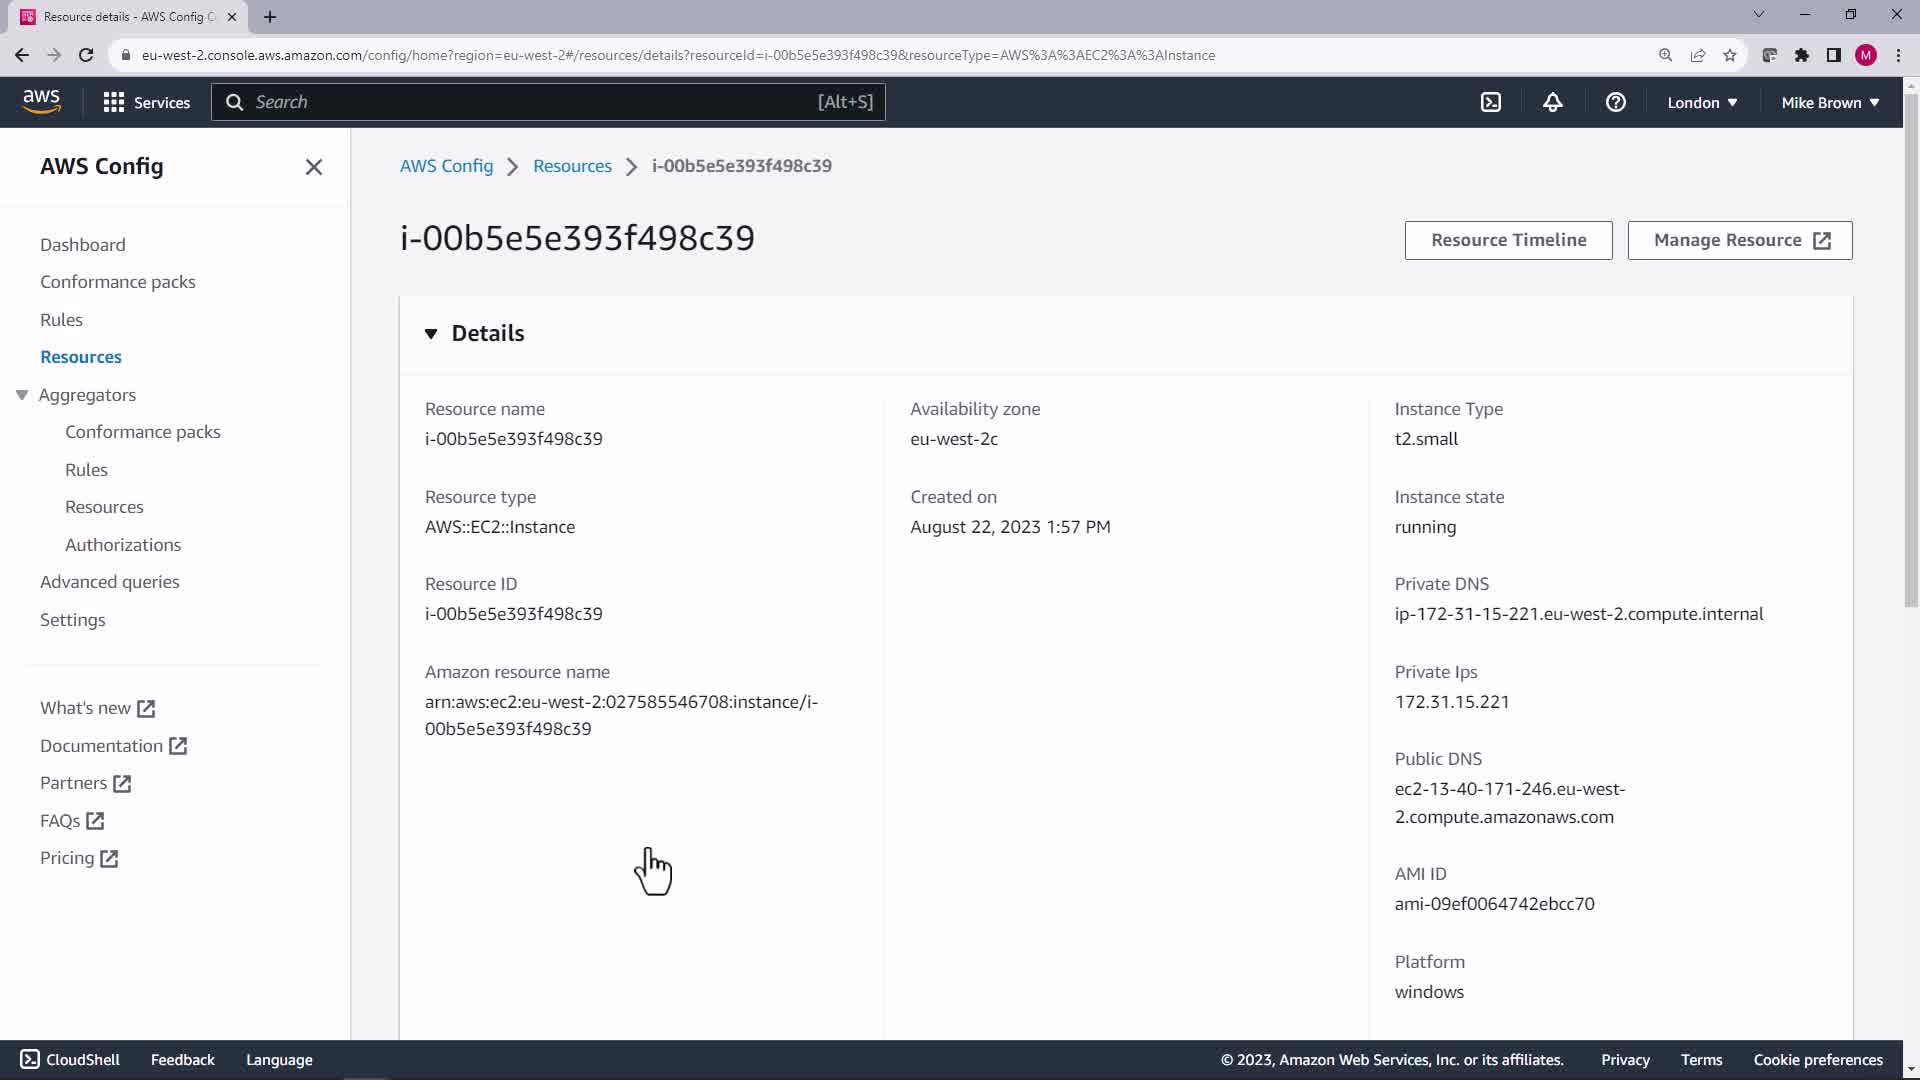 Resource details - AWS Config C
eu-west-2.console.aws.amazon.com/config/home?region=eu-west-2#/resources/details?resourceId=i-00b5e5e393f498c39&resourceType=AWS%3A%3AEC2%3A%3AInstance
M
aws
Services
Search
[Alt+S]
London
Mike Brown
AWS Config
Dashboard
Conformance packs
Rules
Resources
Aggregators
Conformance packs
Rules
Resources
Authorizations
Advanced queries
Settings
What's new
Documentation
Partners
FAQs
Pricing
AWS Config > Resources > i-00b5e5e393f498c39
i-00b5e5e393f498c39
Resource Timeline
Manage Resource
Details
Resource name
i-00b5e5e393f498c39
Resource type
AWS::EC2::Instance
Resource ID
i-00b5e5e393f498c39
Amazon resource name
arn:aws:ec2:eu-west-2:027585546708:instance/i-
00b5e5e393f498c39
Availability zone
eu-west-2c
Created on
August 22, 2023 1:57 PM
Instance Type
t2.small
Instance state
running
Private DNS
ip-172-31-15-221.eu-west-2.compute.internal
Private Ips
172.31.15.221
Public DNS
ec2-13-40-171-246.eu-west-
2.compute.amazonaws.com
AMI ID
ami-09ef0064742ebcc70
Platform
windows
CloudShell
Feedback
Language
© 2023, Amazon Web Services, Inc. or its affiliates.
Privacy
Terms
Cookie preferences